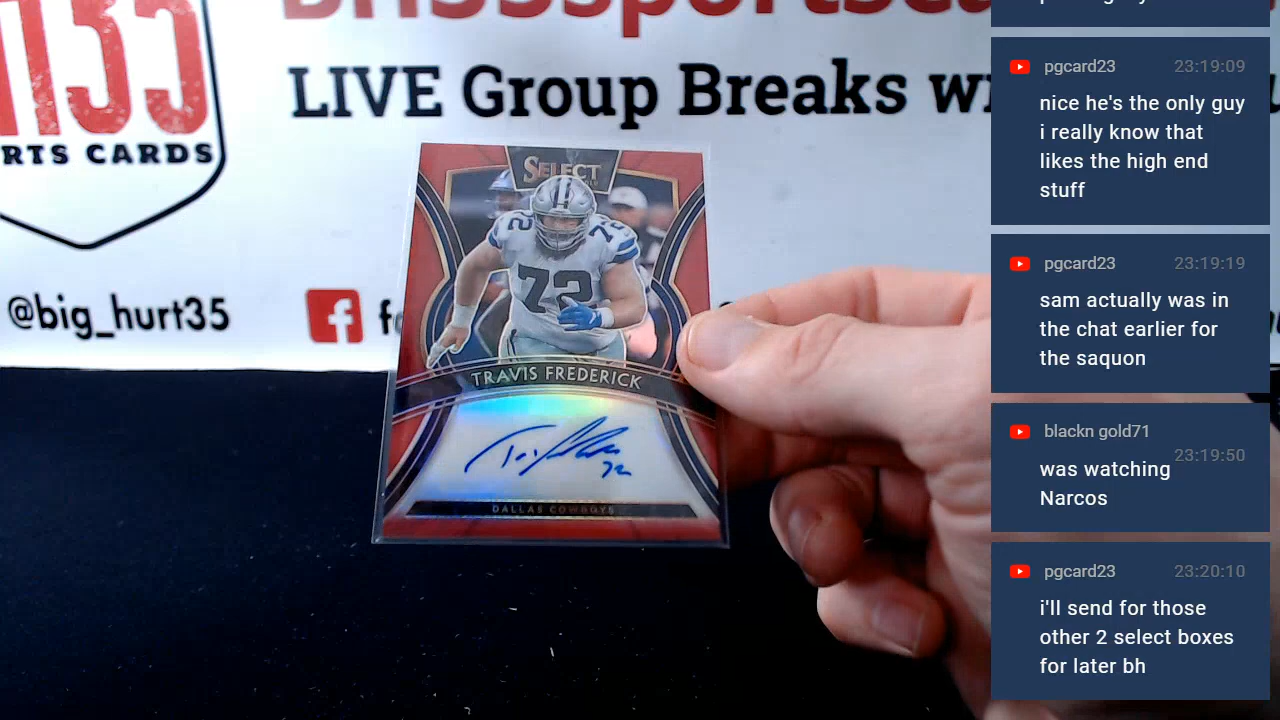 LIVE Group Breaks
RTS CARDS
@big_hurt35
SELECT
72
72
TRAVIS FREDERICK
72
DALLAS COWBOYS
pgcard23 23:19:09
nice he's the only guy
i really know that
likes the high end
stuff
pgcard23 23:19:19
sam actually was in
the chat earlier for
the saquon
blackn gold71
23:19:50
was watching
Narcos
pgcard23 23:20:10
i'll send for those
other 2 select boxes
for later bh